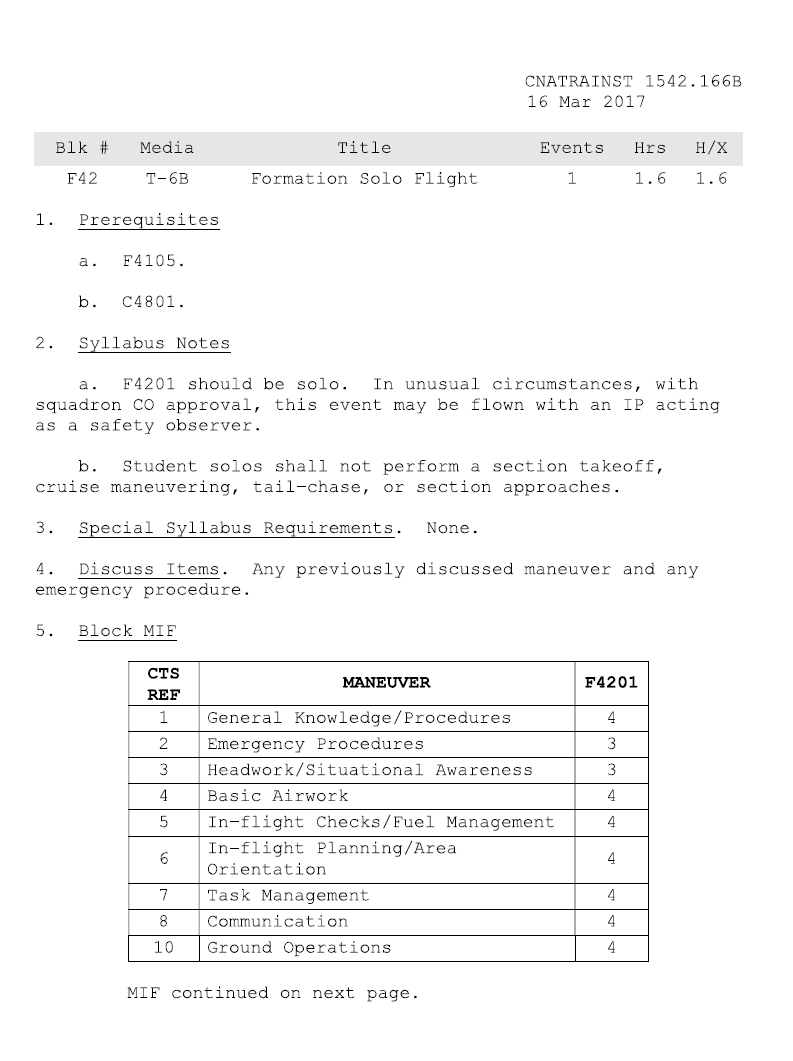 CNATRAINST 1542.166B
16 Mar 2017
Blk # Media Title Events Hrs H/X
F42 T-6B Formation Solo Flight 1 1.6 1.6
1. Prerequisites
a. F4105.
b. C4801.
2. Syllabus Notes
a. F4201 should be solo. In unusual circumstances, with
squadron CO approval, this event may be flown with an IP acting
as a safety observer.
b. Student solos shall not perform a section takeoff,
cruise maneuvering, tail-chase, or section approaches.
3. Special Syllabus Requirements. None.
4. Discuss Items. Any previously discussed maneuver and any
emergency procedure.
5. Block MIF
CTS
REF MANEUVER F4201
1 General Knowledge/Procedures 4
2 Emergency Procedures 3
3 Headwork/Situational Awareness 3
4 Basic Airwork 4
5 In-flight Checks/Fuel Management 4
6 In-flight Planning/Area
Orientation 4
7 Task Management 4
8 Communication 4
10 Ground Operations 4
MIF continued on next page.